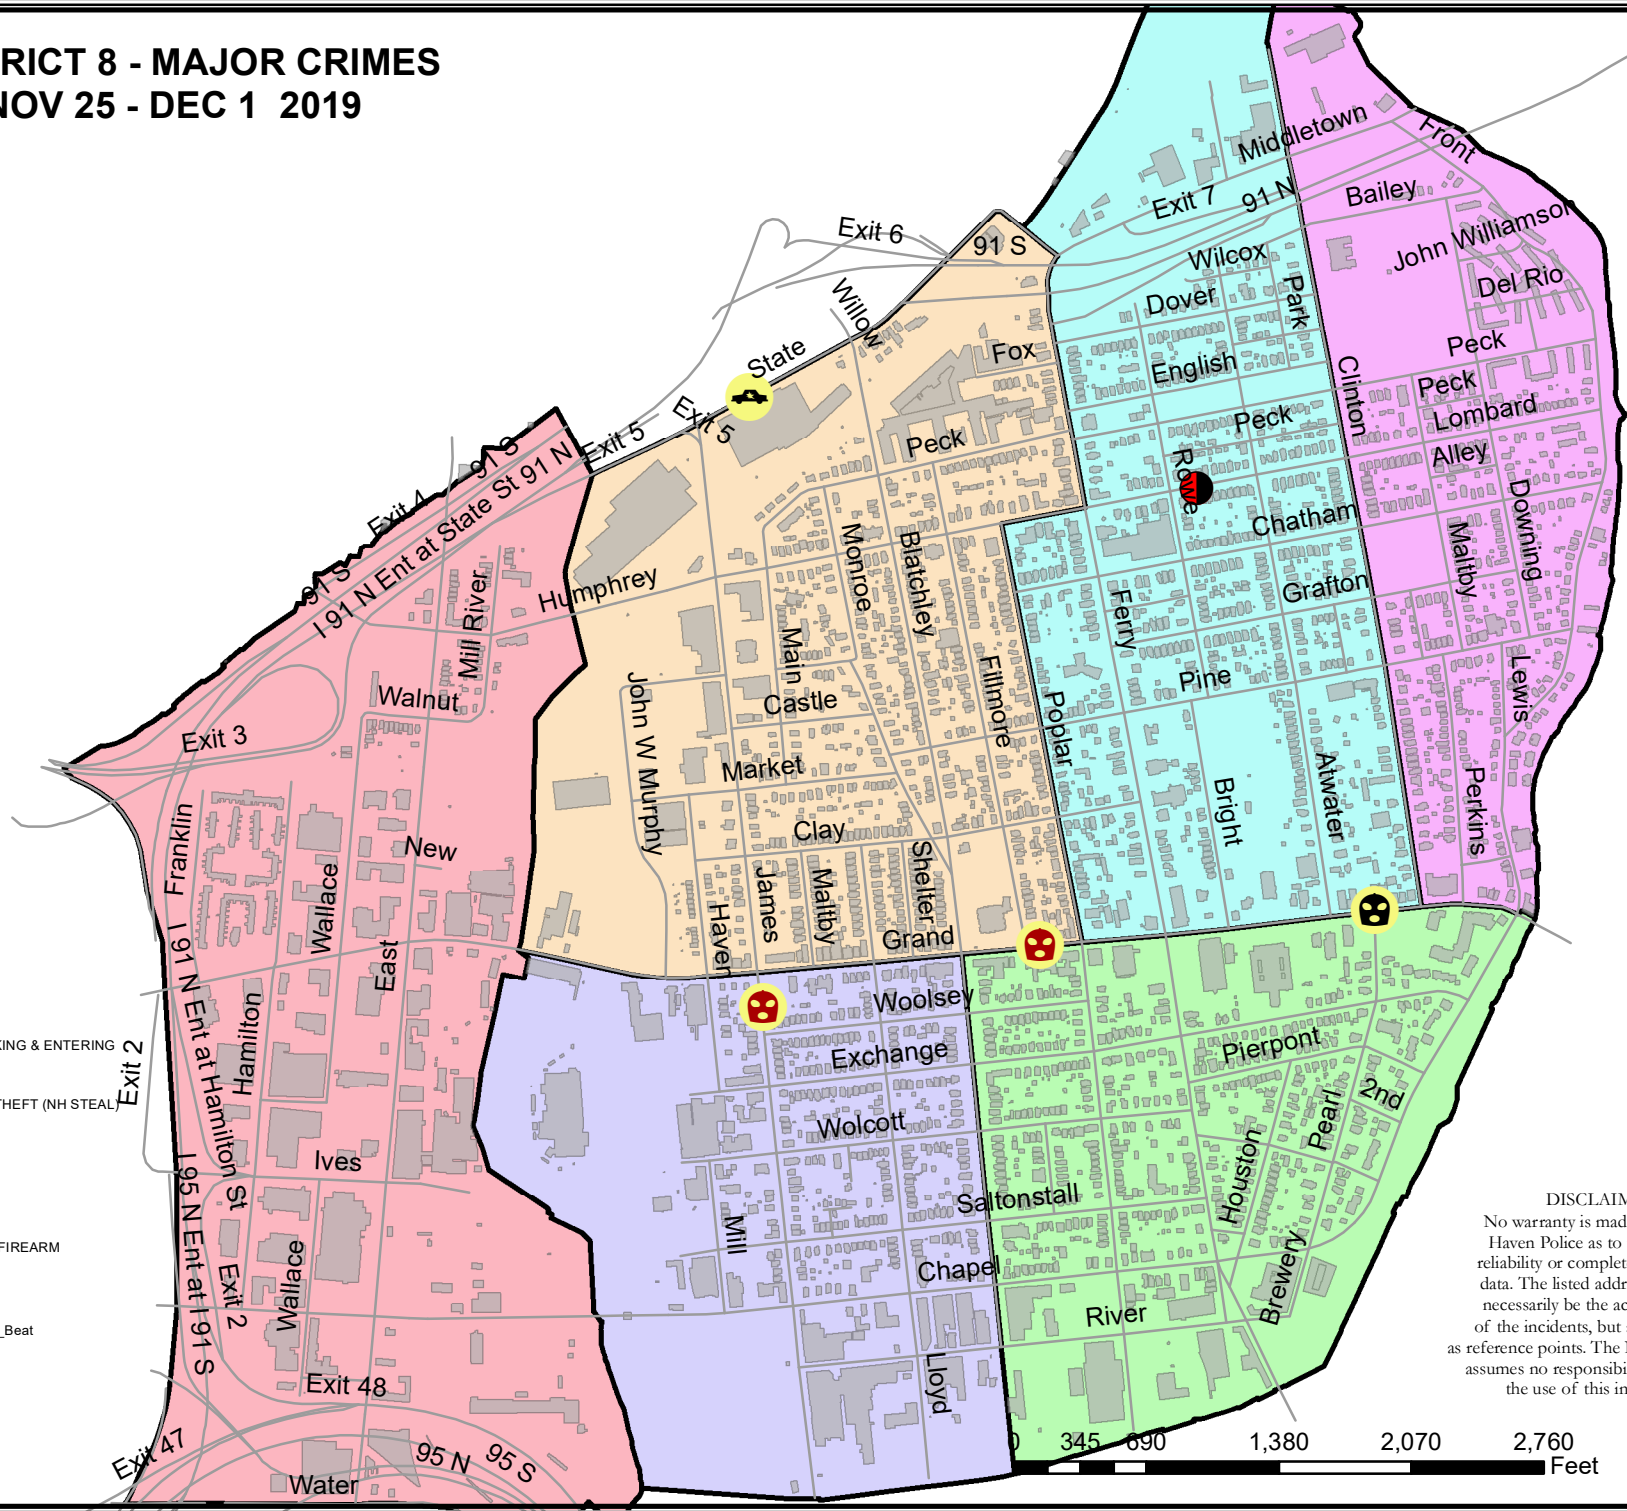 RICT 8 - MAJOR CRIMES
NOV 25 - DEC 1 2019
Middletown
Front
Exit 7
91 N
Bailey
Exit 6
91 S
John Williamson
Wilcox
Del Rio
Willow
Dover
Park
State
Fox
English
Peck
Clinton
Peck
Exit 5
Exit 5
Peck
Peck
Lombard
91 S
91 N
Alley
Rowe
Exit 4
I 91 N Ent at State St
Chatham
Downing
Monroe
Blatchley
Maltby
91 S
Humphrey
Grafton
Mill River
Main
Ferry
Walnut
Castle
Fillmore
Pine
Lewis
John W Murphy
Poplar
Exit 3
Market
Bright
Atwater
Perkins
Franklin
New
Clay
Wallace
James
Maltby
Shelter
Haven
Grand
East
I 91 N Ent at Hamilton St
Hamilton
Woolsey
KING & ENTERING
Exit 2
Exchange
Pierpont
THEFT (NH STEAL)
Wolcott
Pearl
2nd
Ives
Houston
Saltonstall
I 95 N Ent at I 91 S
Mill
FIREARM
Exit 2
Wallace
Chapel
Brewery
River
_Beat
Lloyd
Exit 48
DISCLAIM
No warranty is mad
Haven Police as to
reliability or complet
data. The listed addr
necessarily be the ac
of the incidents, but
as reference points. The
assumes no responsibi
the use of this in
Exit 47
95 N
95 S
Water
0 345 690 1,380 2,070 2,760
Feet